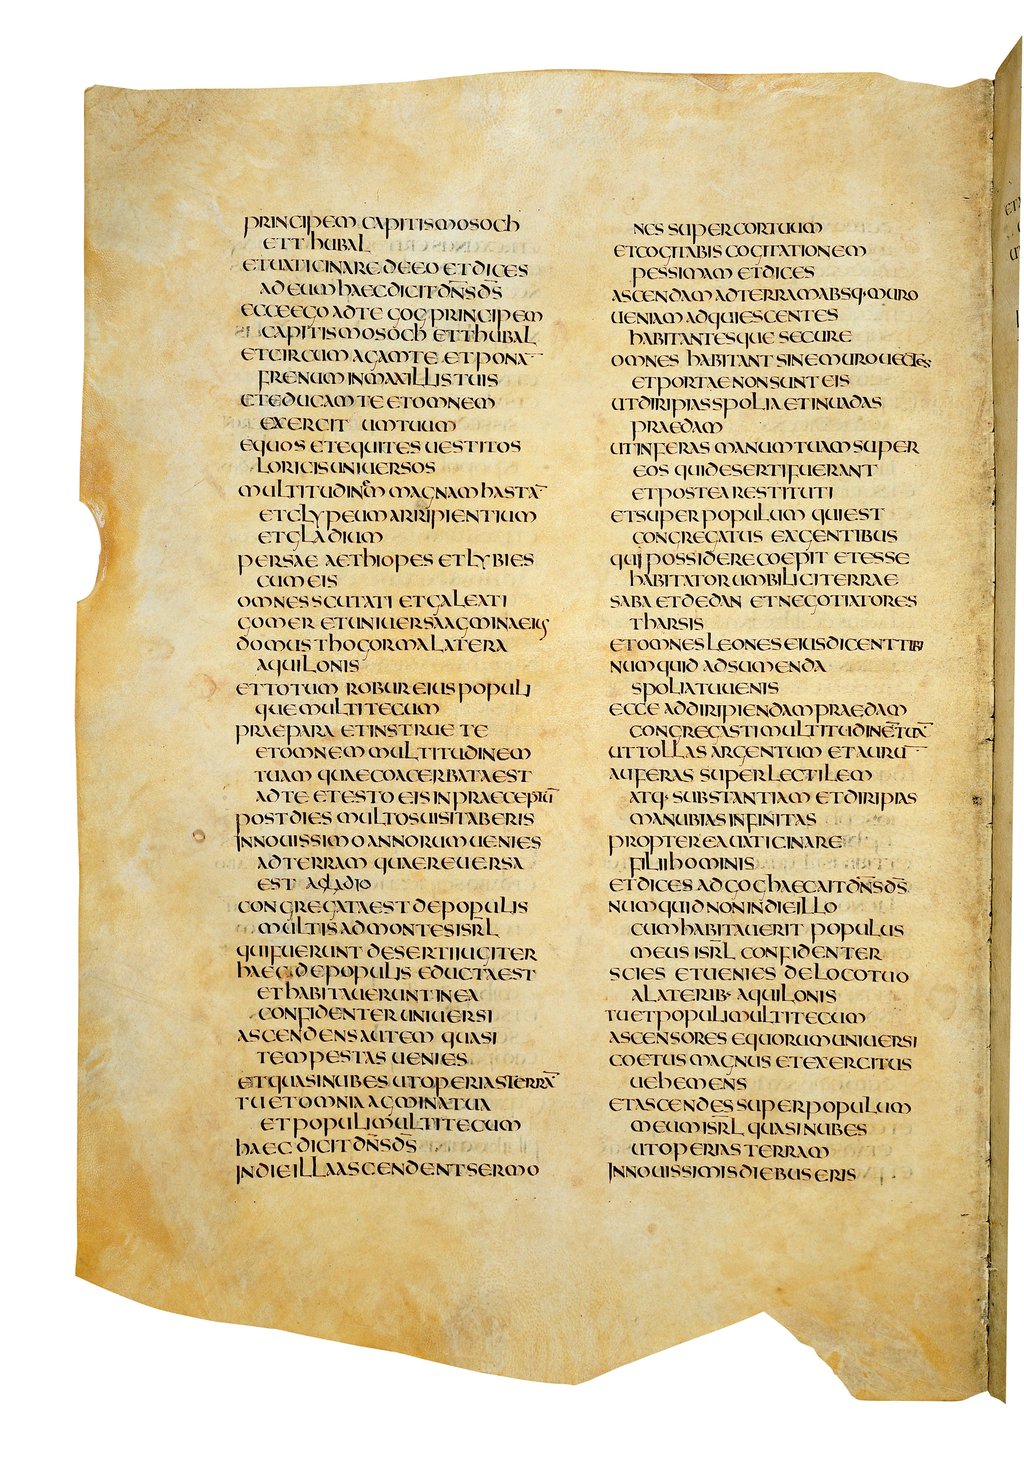 principem capitis mosoch
et thubal
et uaticinare de eo et dices
ad eum haec dicit dns ds
ecce ego ad te gog principem
capitis mosoch et thubal
et circum agam te et pona
frenum in maxillis tuis
et educam te et omnem
exercitum tuum
equos et equites uestitos
loricis uniuersos
multitudinem magnam hasta
et clypeum arripientium
et gladium
persae aethiopes et lybies
cum eis
omnes scutati et galeati
gomer et uniuersa agmina eius
domus thogorma latera
aquilonis
et totum robur eius populi
que multi tecum
praepara et instrue te
et omnem multitudinem
tuam quae coacerbata est
ad te et esto eis in praeceptu
post dies multos uisitaberis
in nouissimo annorum uenies
ad terram quae reuersa
est a gladio
congregata est de populis
multis ad montes isrl
qui fuerunt deserti iugiter
haec de populis educta est
et habitauerunt in ea
confidenter uniuersi
ascendens autem quasi
tempestas uenies
et quasi nubes ut operias terra
tu et omnia agmina tua
et populi multi tecum
haec dicit dns ds
in die illa ascendent sermo
nes super cor tuum
et cogitabis cogitationem
pessimam et dices
ascendam ad terram absq· muro
ueniam ad quiescentes
habitantesque secure
omnes habitant sine muro uectes
et portae non sunt eis
ut diripias spolia et inuadas
praedam
ut inferas manum tuam super
eos qui deserti fuerant
et postea restituti
et super populum qui est
congregatus ex gentibus
qui possidere coepit et esse
habitator umbilici terrae
saba et dedan et negotiatores
tharsis
et omnes leones eius dicent tibi
numquid ad sumenda
spolia tu uenis
ecce ad diripiendam praedam
congregasti multitudine tua
ut tollas argentum et auru
auferas superlectilem
atq· substantiam et diripias
manubias infinitas
propterea uaticinare
fili hominis
et dices ad gog haec ait dns ds
numquid non in die illo
cum habitauerit populus
meus isrl confidenter
scies et uenies de loco tuo
a laterib· aquilonis
tu et populi multi tecum
ascensores equorum uniuersi
coetus magnus et exercitus
uehemens
et ascendes super populum
meum isrl quasi nubes
ut operias terram
in nouissimis diebus eris